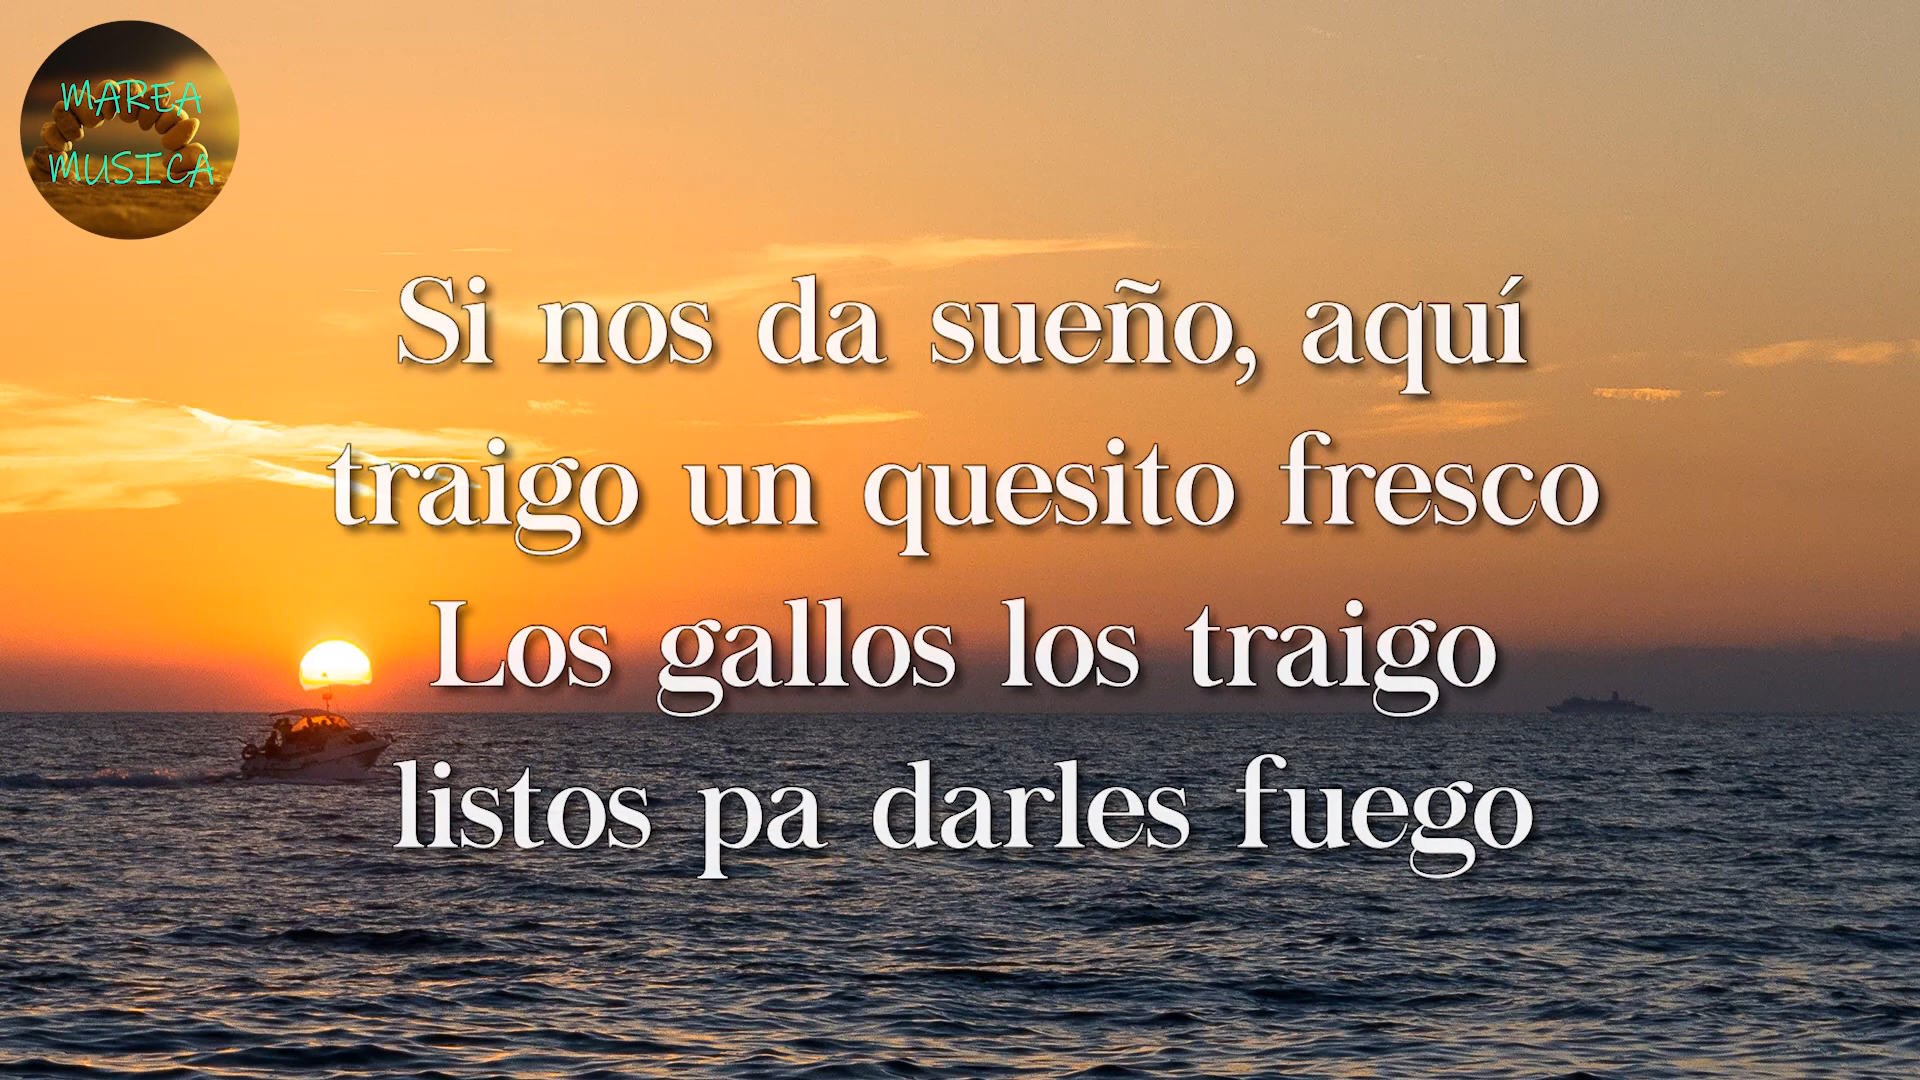 MAREA
MUSICA
Si nos da sueño, aquí
traigo un quesito fresco
Los gallos los traigo
listos pa darles fuego